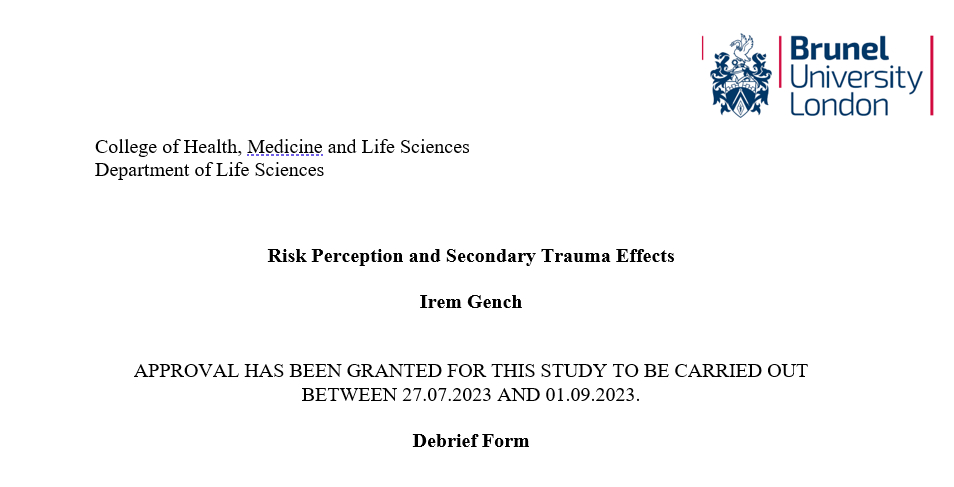 Brunel
University
London
College of Health, Medicine and Life Sciences
Department of Life Sciences
Risk Perception and Secondary Trauma Effects
Irem Gench
APPROVAL HAS BEEN GRANTED FOR THIS STUDY TO BE CARRIED OUT
BETWEEN 27.07.2023 AND 01.09.2023.
Debrief Form